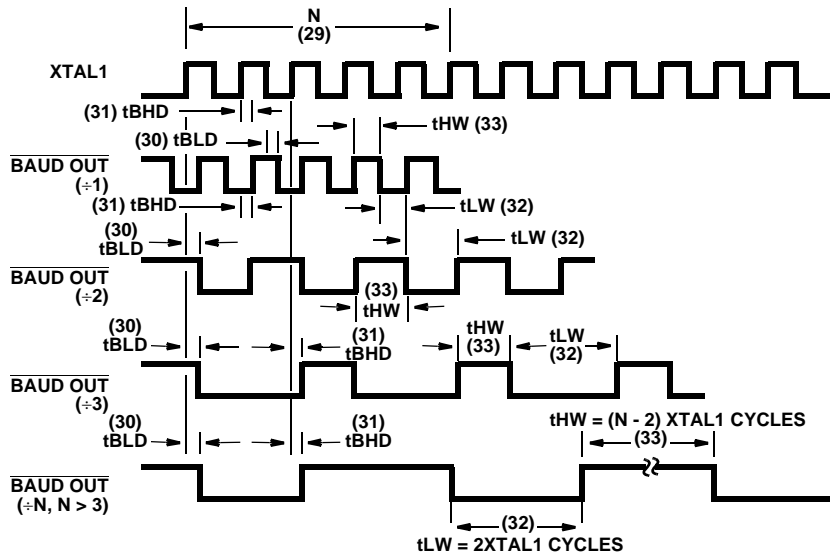 N
(29)
XTAL1
(31) tBHD
(30) tBLD
tHW (33)
BAUD OUT
(÷1)
(31) tBHD
tLW (32)
(30)
tBLD
tLW (32)
BAUD OUT
(÷2)
(33)
tHW
(30)
tBLD
(31)
tBHD
tHW
(33)
tLW
(32)
BAUD OUT
(÷3)
(30)
tBLD
(31)
tBHD
tHW = (N - 2) XTAL1 CYCLES
(33)
BAUD OUT
(÷N, N > 3)
(32)
tLW = 2XTAL1 CYCLES